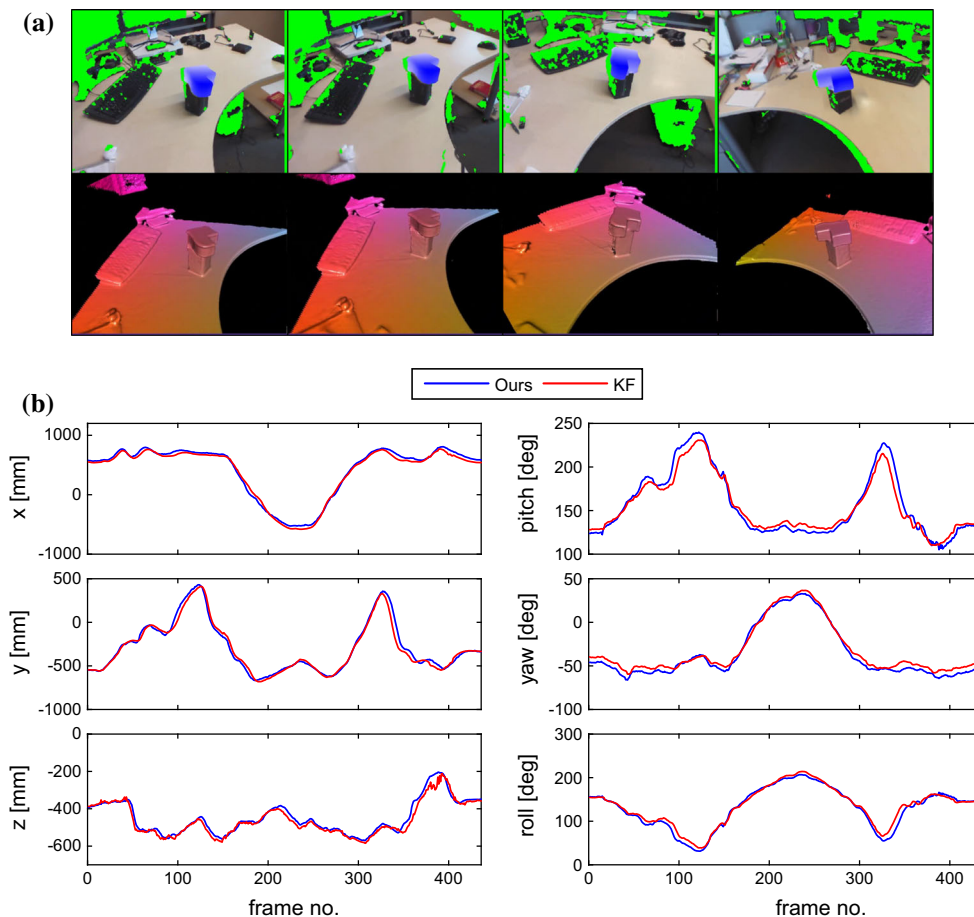 (a)
Ours KF
(b)
1000
0
-1000
x [mm]
250
200
150
100
pitch [deg]
500
0
-500
-1000
y [mm]
50
0
-50
-100
yaw [deg]
0
-200
-400
-600
z [mm]
0 100 200 300 400
frame no.
300
200
100
0
roll [deg]
0 100 200 300 400
frame no.